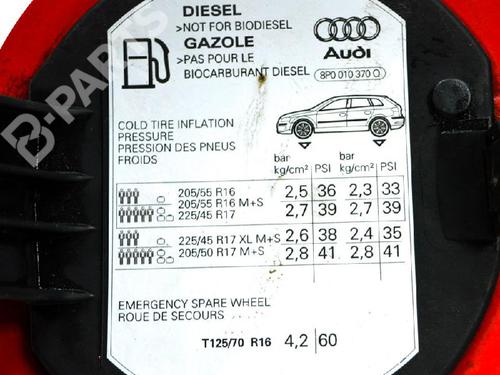 DIESEL
>NOT FOR BIODIESEL
GAZOLE
>PAS POUR LE
BIOCARBURANT DIESEL
Audi
8P0 010 370 Q
COLD TIRE INFLATION
PRESSURE
PRESSION DES PNEUS
FROIDS
bar kg/cm² PSI bar kg/cm² PSI
205/55 R16 2,5 36 2,3 33
205/55 R16 M+S
225/45 R17 2,7 39 2,7 39
225/45 R17 XL M+S 2,6 38 2,4 35
205/50 R17 M+S 2,8 41 2,8 41
EMERGENCY SPARE WHEEL
ROUE DE SECOURS
T125/70 R16 4,2 60
B-PARTS